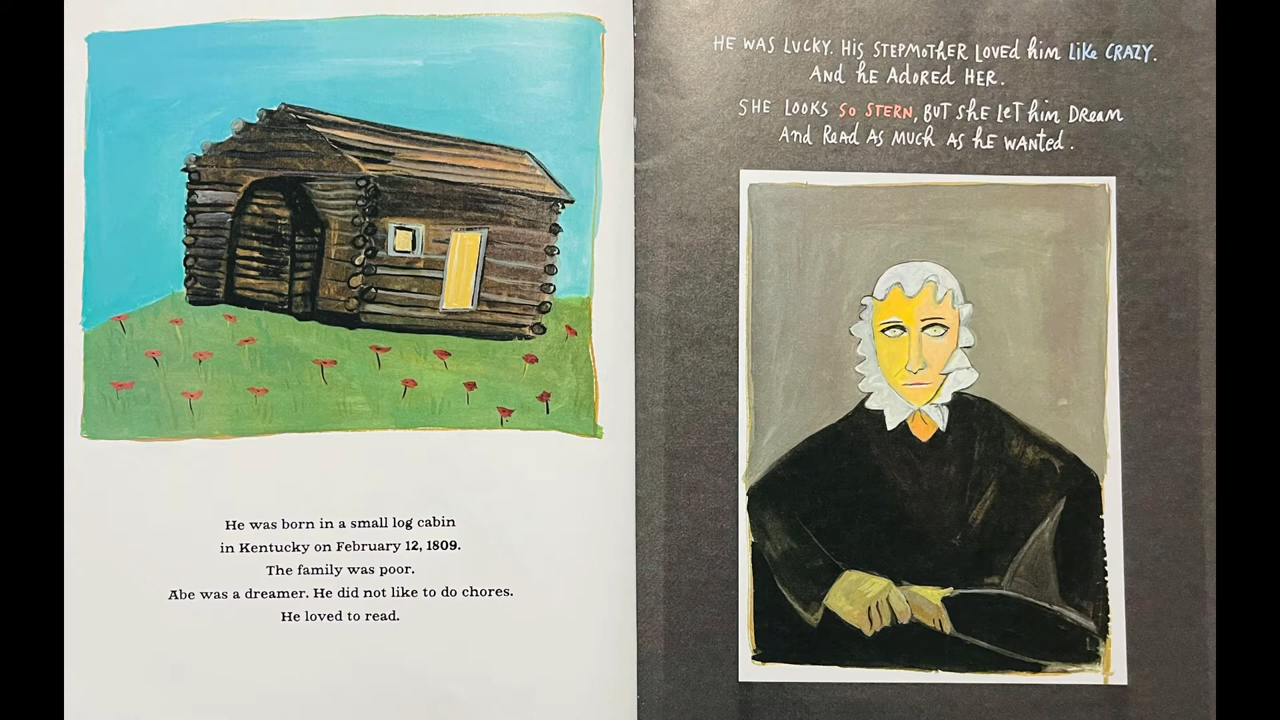 He was born in a small log cabin
in Kentucky on February 12, 1809.
The family was poor.
Abe was a dreamer. He did not like to do chores.
He loved to read.
HE WAS LUCKY. His STEPMOTHER LOVED him LIKE CRAZY.
AND hE ADORED HER.
SHE LOOKS SO STERN, BUT ShE LET him DREAM
AND READ AS MUCH AS hE WANTED.